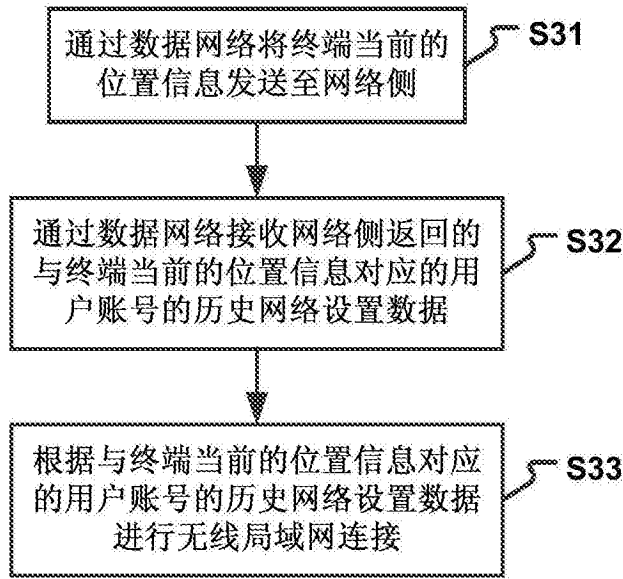 通过数据网络将终端当前的
位置信息发送至网络侧
S31
通过数据网络接收网络侧返回的
与终端当前的位置信息对应的用
户账号的历史网络设置数据
S32
根据与终端当前的位置信息对应
的用户账号的历史网络设置数据
进行无线局域网连接
S33